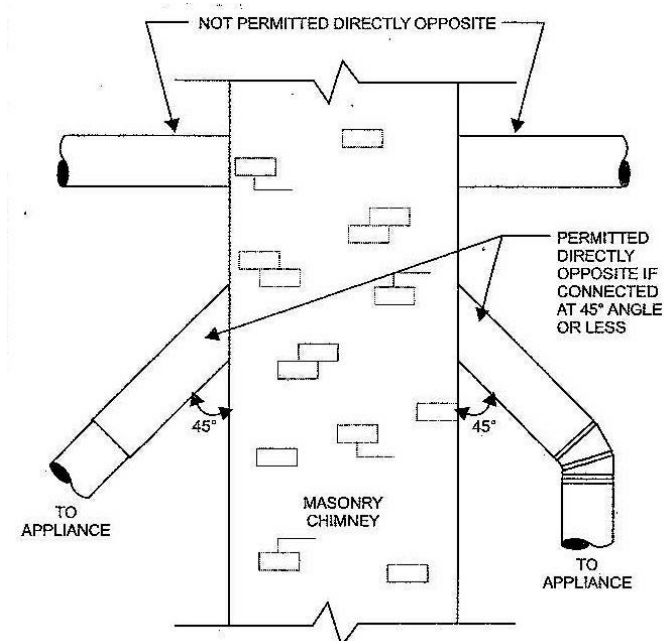 NOT PERMITTED DIRECTLY OPPOSITE
PERMITTED
DIRECTLY
OPPOSITE IF
CONNECTED
AT 45° ANGLE
OR LESS
45°
45°
MASONRY
CHIMNEY
TO
APPLIANCE
TO
APPLIANCE